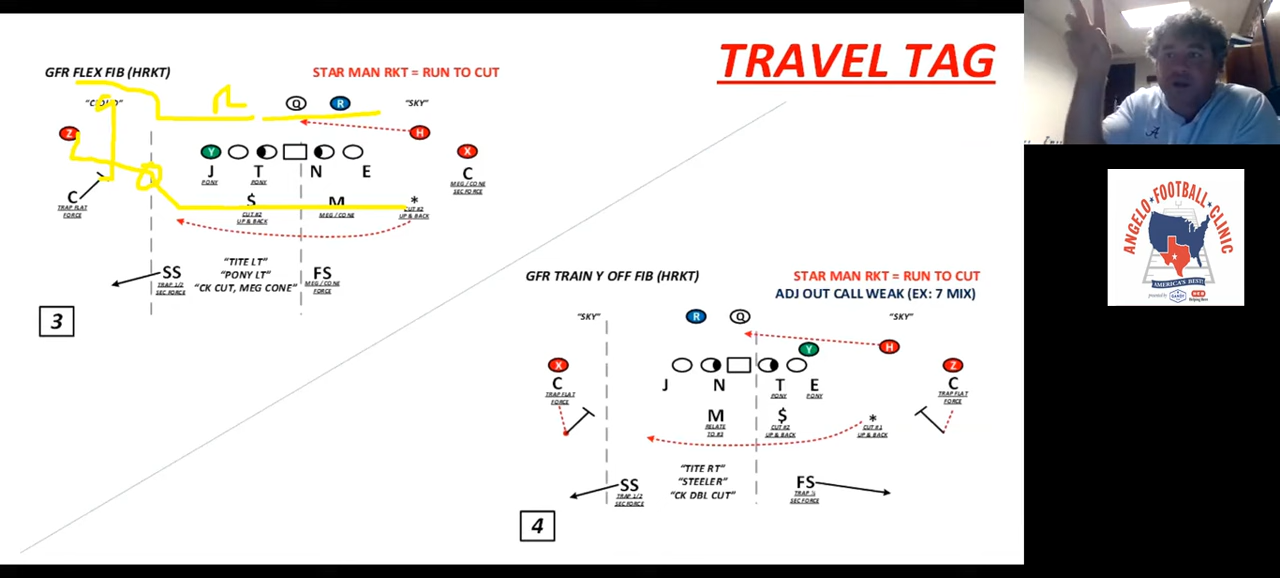 TRAVEL TAG
GFR FLEX FIB (HRKT)
STAR MAN RKT = RUN TO CUT
"SKY"
Q
R
Z
H
Y
X
J
T
N
E
PONY
PONY
C
MEG / CONE
SEC FORCE
C
TRAP FLAT
FORCE
$
CUT #2
UP & BACK
M
MEG / CONE
*
CUT #2
UP & BACK
SS
TRAP 1/2
SEC FORCE
"TITE LT"
"PONY LT"
"CK CUT, MEG CONE"
FS
MEG / CONE
FORCE
3
GFR TRAIN Y OFF FIB (HRKT)
STAR MAN RKT = RUN TO CUT
ADJ OUT CALL WEAK (EX: 7 MIX)
"SKY"
"SKY"
R
Q
H
Y
X
Z
C
TRAP FLAT
FORCE
J
N
T
PONY
E
PONY
C
TRAP FLAT
FORCE
M
RELATE
TO #3
$
CUT #2
UP & BACK
*
CUT #1
UP & BACK
SS
TRAP 1/2
SEC FORCE
"TITE RT"
"STEELER"
"CK DBL CUT"
FS
SEC FORCE
4
A
ANGELO FOOTBALL CLINIC
AMERICA'S BEST!